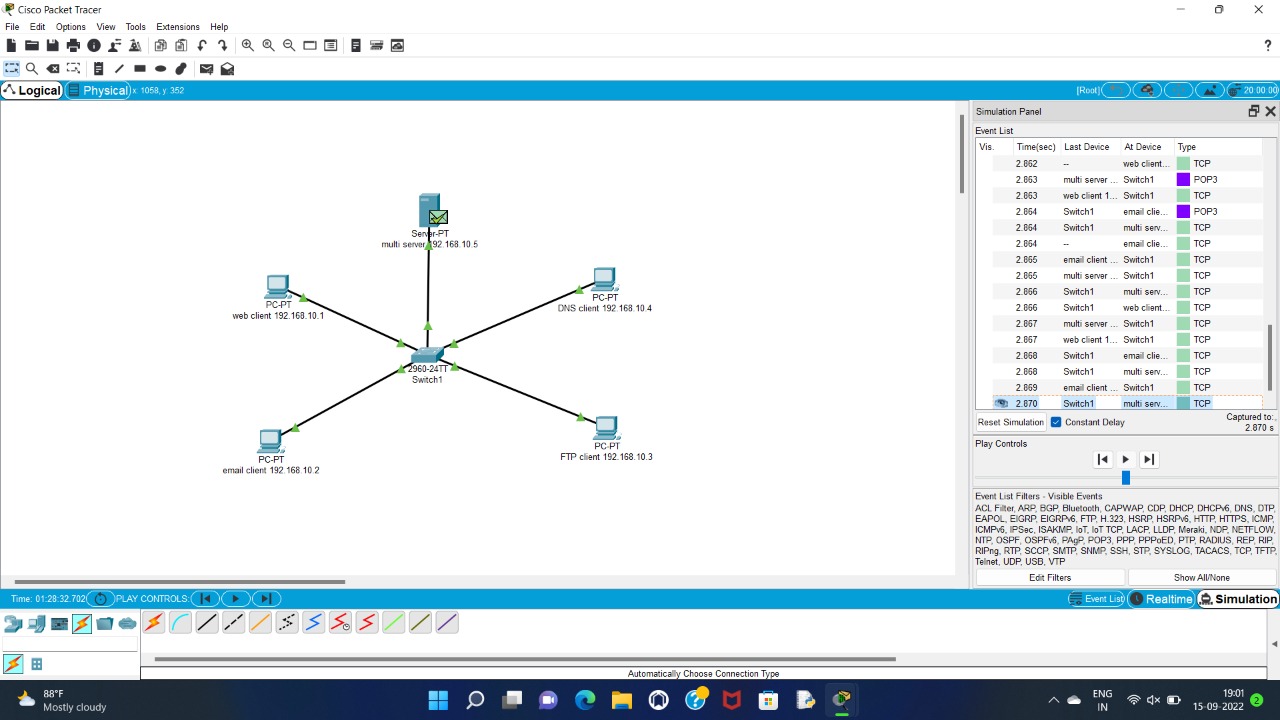 Cisco Packet Tracer
File Edit Options View Tools Extensions Help
?
Logical Physical x: 1058, y: 352 [Root] 20:00:00
Simulation Panel
Event List
Vis. Time(sec) Last Device At Device Type
2.862 -- web client... TCP
2.863 multi server ... Switch1 POP3
2.863 web client 1... Switch1 TCP
2.864 Switch1 email clie... POP3
2.864 Switch1 multi serv... TCP
2.864 -- email clie... TCP
2.865 email client ... Switch1 TCP
2.865 multi server ... Switch1 TCP
2.866 Switch1 multi serv... TCP
2.866 Switch1 web client... TCP
2.867 multi server ... Switch1 TCP
2.867 web client 1... Switch1 TCP
2.868 Switch1 email clie... TCP
2.868 Switch1 multi serv... TCP
2.869 email client ... Switch1 TCP
2.870 Switch1 multi serv... TCP
Server-PT
multi server 192.168.10.5
PC-PT
web client 192.168.10.1
PC-PT
DNS client 192.168.10.4
2960-24TT
Switch1
PC-PT
email client 192.168.10.2
PC-PT
FTP client 192.168.10.3
Reset Simulation Constant Delay Captured to:
2.870 s
Play Controls
Event List Filters - Visible Events
ACL Filter, ARP, BGP, Bluetooth, CAPWAP, CDP, DHCP, DHCPv6, DNS, DTP,
EAPOL, EIGRP, EIGRPv6, FTP, H.323, HSRP, HSRPv6, HTTP, HTTPS, ICMP,
ICMPv6, IPSec, ISAKMP, IoT, IoT TCP, LACP, LLDP, Meraki, NDP, NETFLOW,
NTP, OSPF, OSPFv6, PAgP, POP3, PPP, PPPoED, PTP, RADIUS, REP, RIP,
RIPng, RTP, SCCP, SMTP, SNMP, SSH, STP, SYSLOG, TACACS, TCP, TFTP,
Telnet, UDP, USB, VTP
Edit Filters Show All/None
Time: 01:28:32.702 PLAY CONTROLS: Event List Realtime Simulation
Automatically Choose Connection Type
88°F
Mostly cloudy
ENG
IN
19:01
15-09-2022
2